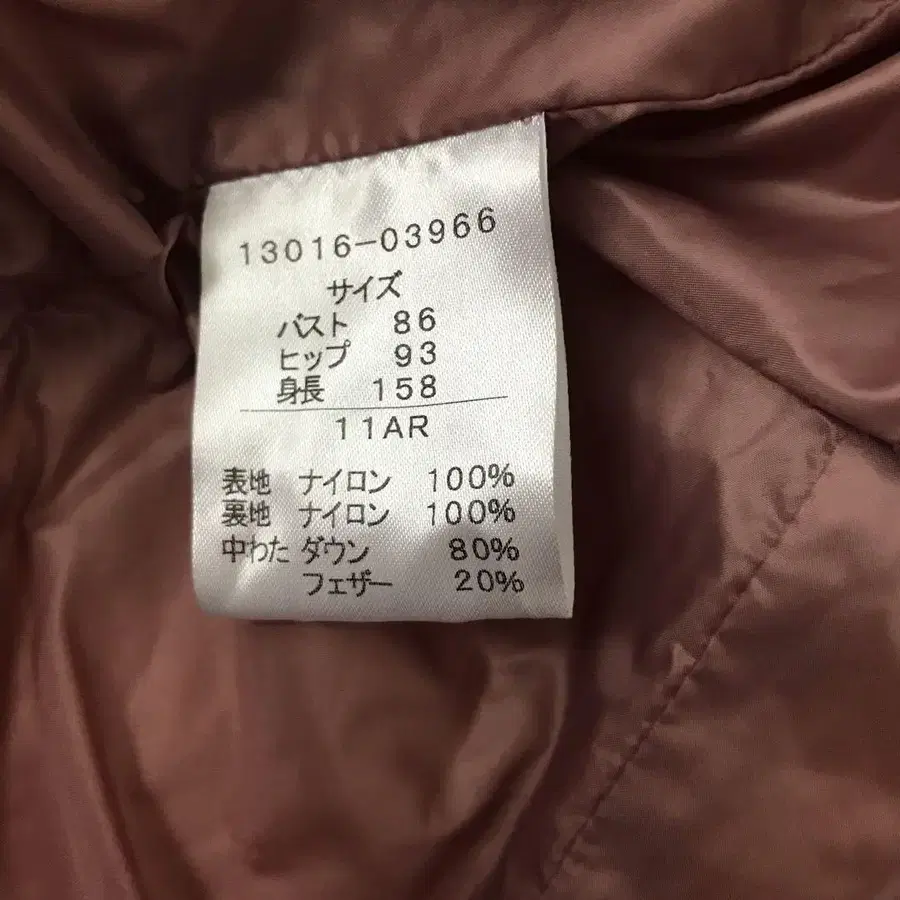 13016-03966
サイズ
バスト 86
ヒップ 93
身長 158
11AR
表地 ナイロン 100%
裏地 ナイロン 100%
中わた ダウン 80%
フェザー 20%